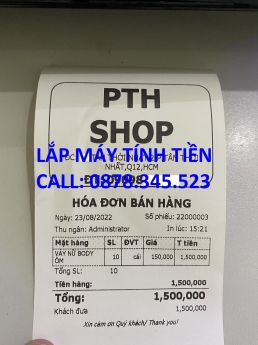 PTH
SHOP
LẮP MÁY TÍNH TIỀN
NHẤT,Q12,HCM
CALL: 0878.345.523
HÓA ĐƠN BÁN HÀNG
Ngày: 23/08/2022 Số phiếu: 22000003
Thu ngân: Administrator In lúc: 15:21
Mặt hàng SL ĐVT Giá T tiền
VÁY NỮ BODY ÔM 10 cái 150,000 1,500,000
Tổng SL: 10
Tiền hàng: 1,500,000
Tổng: 1,500,000
Khách đưa 1,500,000
Xin cảm ơn Quý khách/ Thank you!